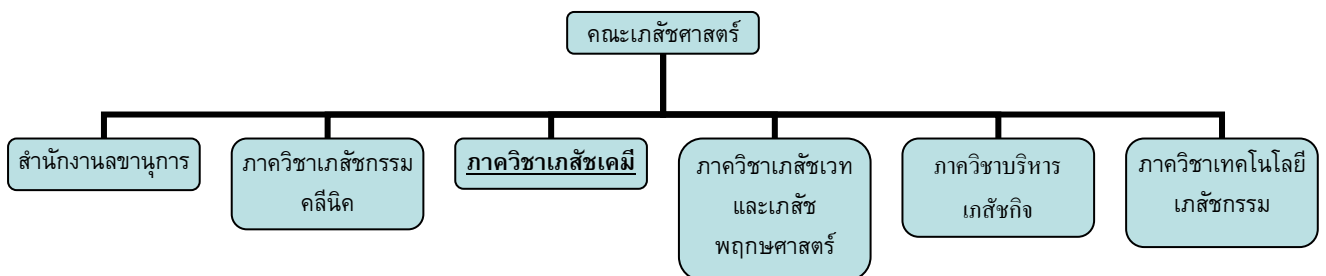 คณะเภสัชศาสตร์
สำนักงานลขานุการ
ภาควิชาเภสัชกรรม
คลีนิค
ภาควิชาเภสัชเคมี
ภาควิชาเภสัชเวท
และเภสัช
พฤกษศาสตร์
ภาควิชาบริหาร
เภสัชกิจ
ภาควิชาเทคโนโลยี
เภสัชกรรม